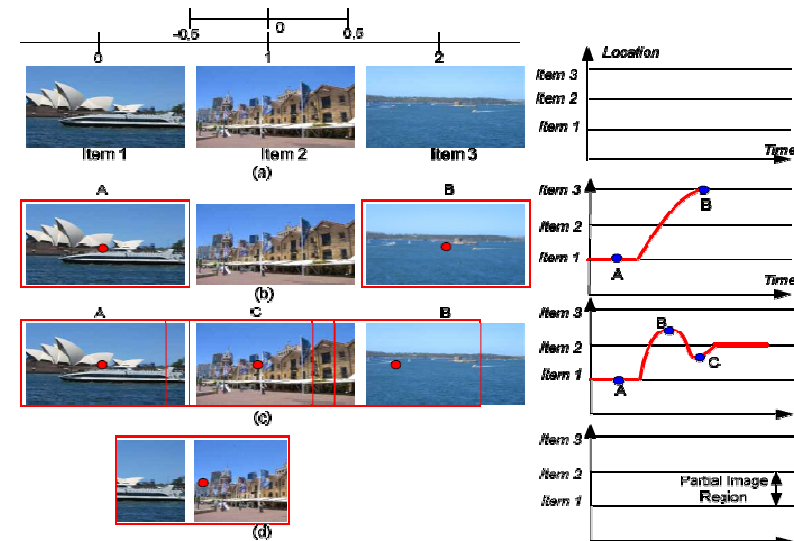 -0.5 0 0.5
0 1 2
Item 1 Item 2 Item 3
(a)
Location
Item 3
Item 2
Item 1
Time
A B
(b)
Item 3
Item 2
Item 1
A
B
Time
A C B
(c)
Item 3
Item 2
Item 1
A
B
C
(d)
Item 3
Item 2
Item 1
Partial Image
Region